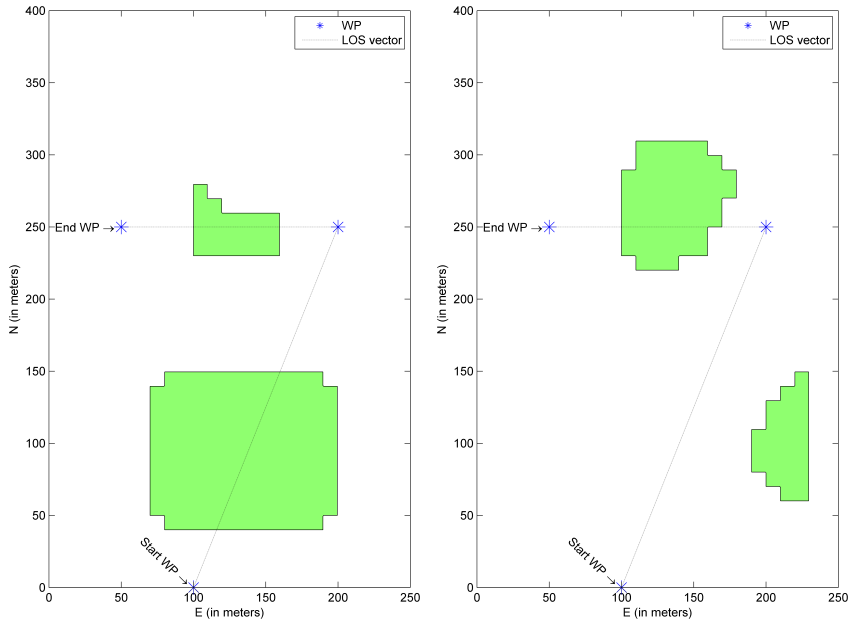 400
350
300
250
200
150
100
50
0
N (in meters)
WP
LOS vector
End WP→
Start WP→
0
50
100
150
200
250
E (in meters)
400
350
300
250
200
150
100
50
0
N (in meters)
WP
LOS vector
End WP→
Start WP→
0
50
100
150
200
250
E (in meters)